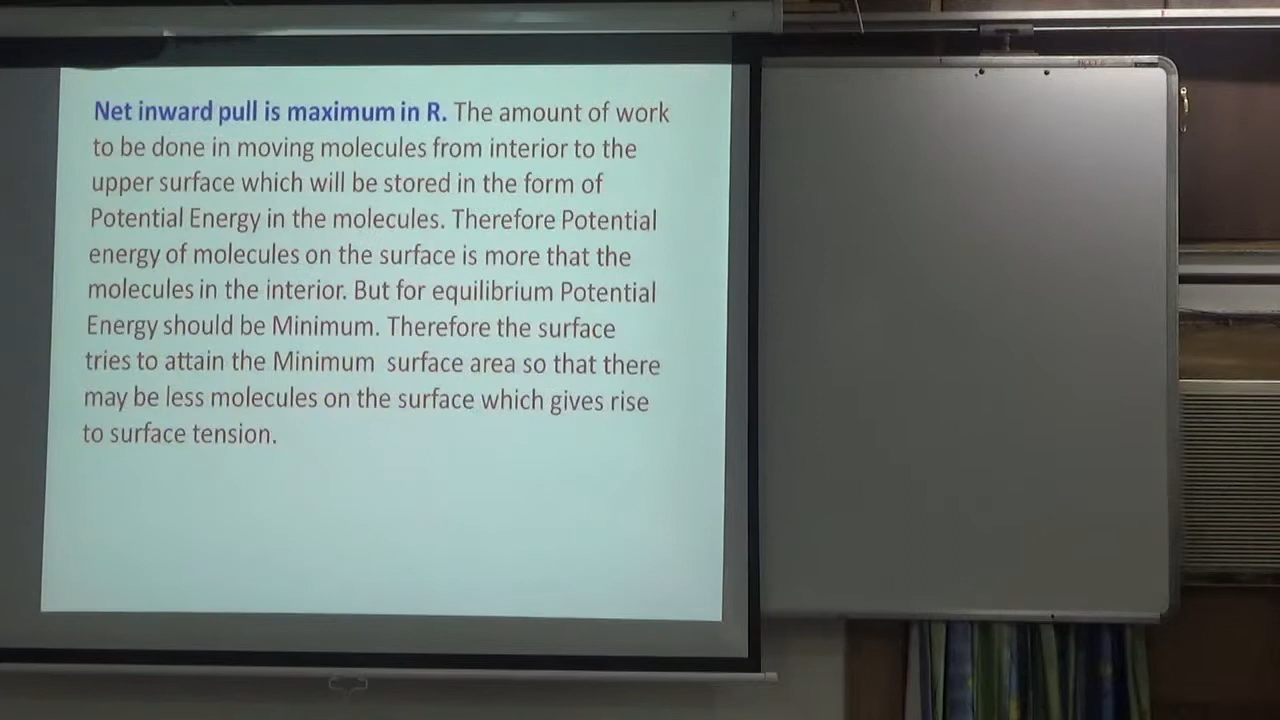 Net inward pull is maximum in R. The amount of work
to be done in moving molecules from interior to the
upper surface which will be stored in the form of
Potential Energy in the molecules. Therefore Potential
energy of molecules on the surface is more that the
molecules in the interior. But for equilibrium Potential
Energy should be Minimum. Therefore the surface
tries to attain the Minimum surface area so that there
may be less molecules on the surface which gives rise
to surface tension.